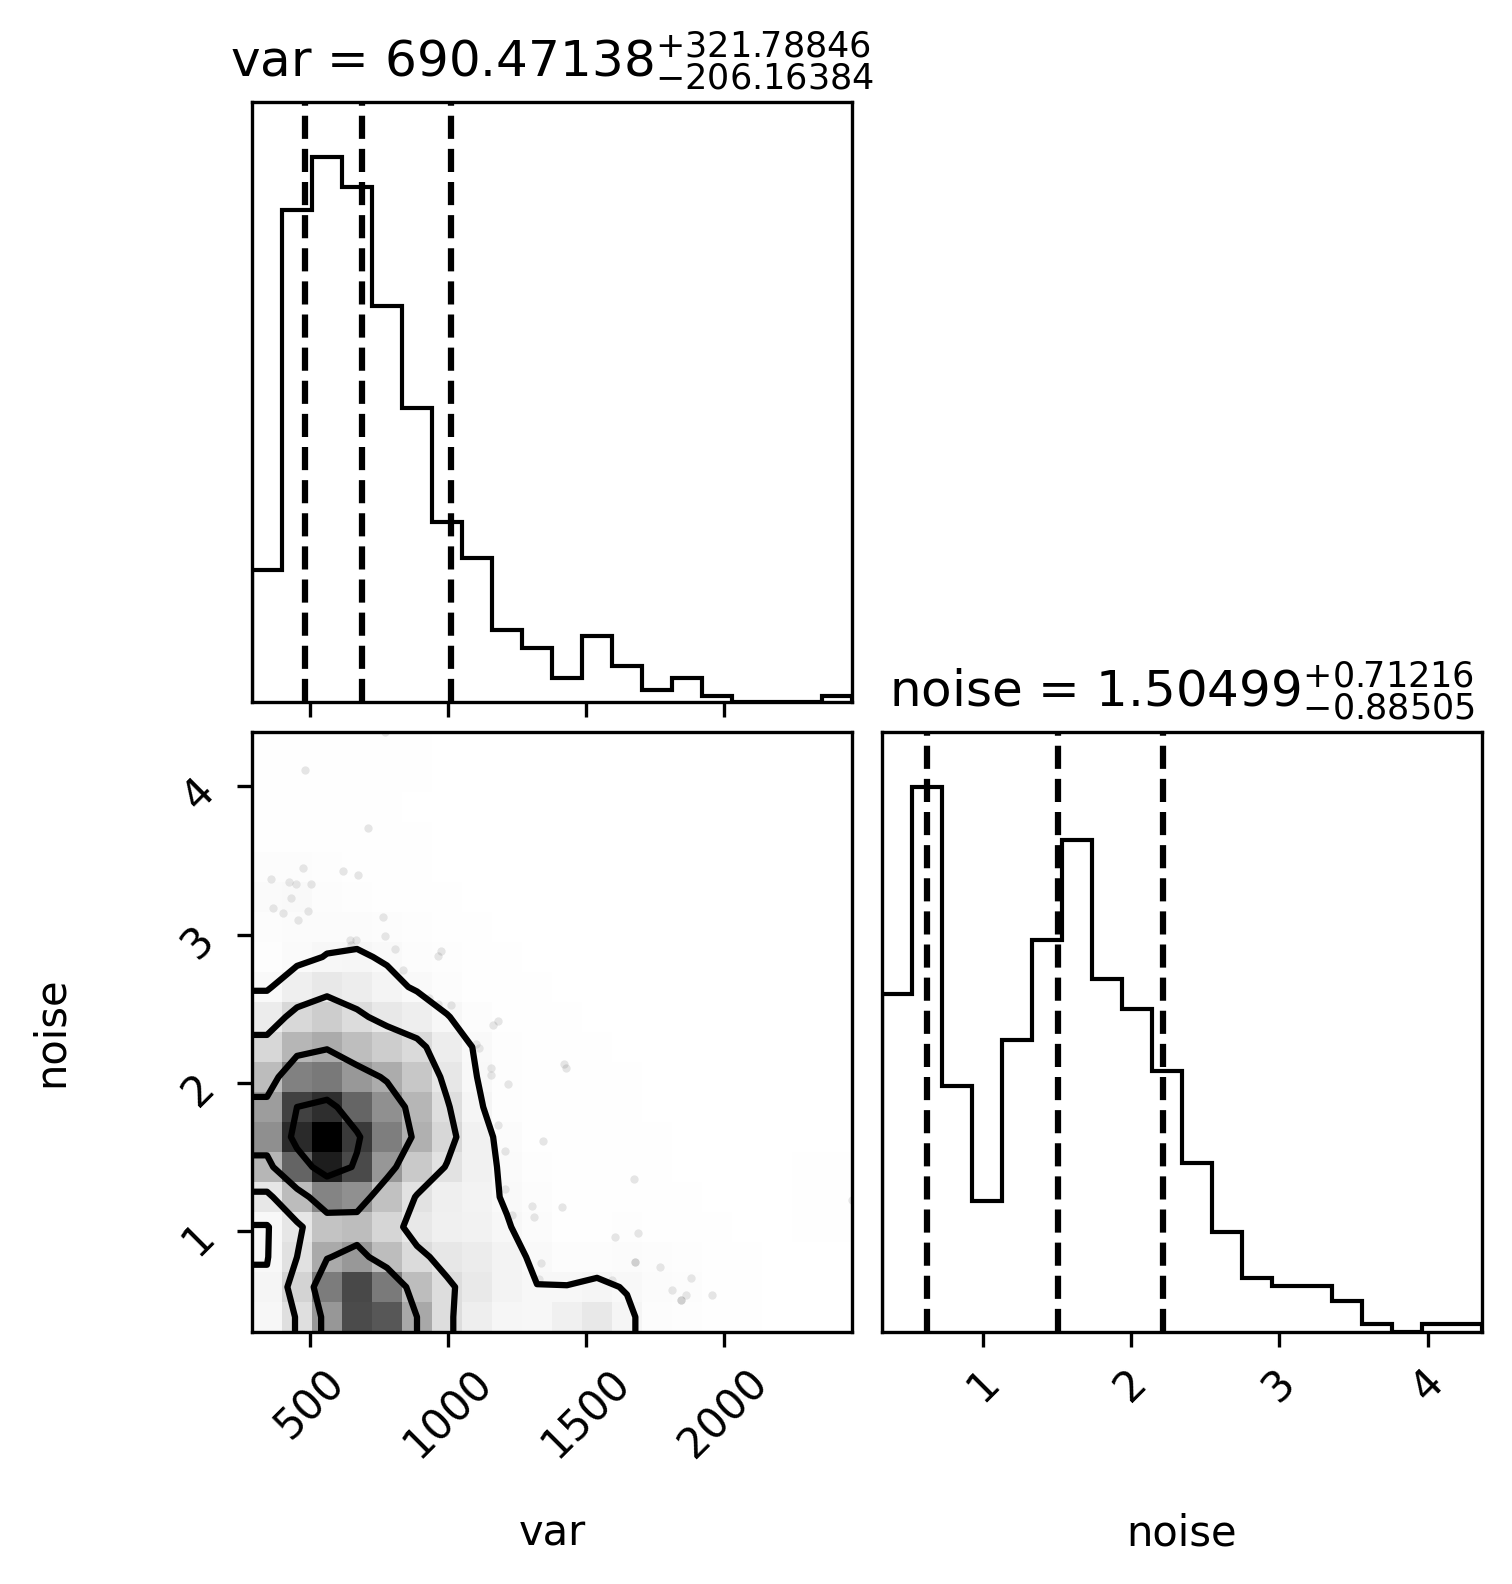 var = 690.47138+321.78846
−206.16384
noise = 1.50499+0.71216
−0.88505
4
3
2
1
noise
500 1000 1500 2000
1 2 3 4
var
noise